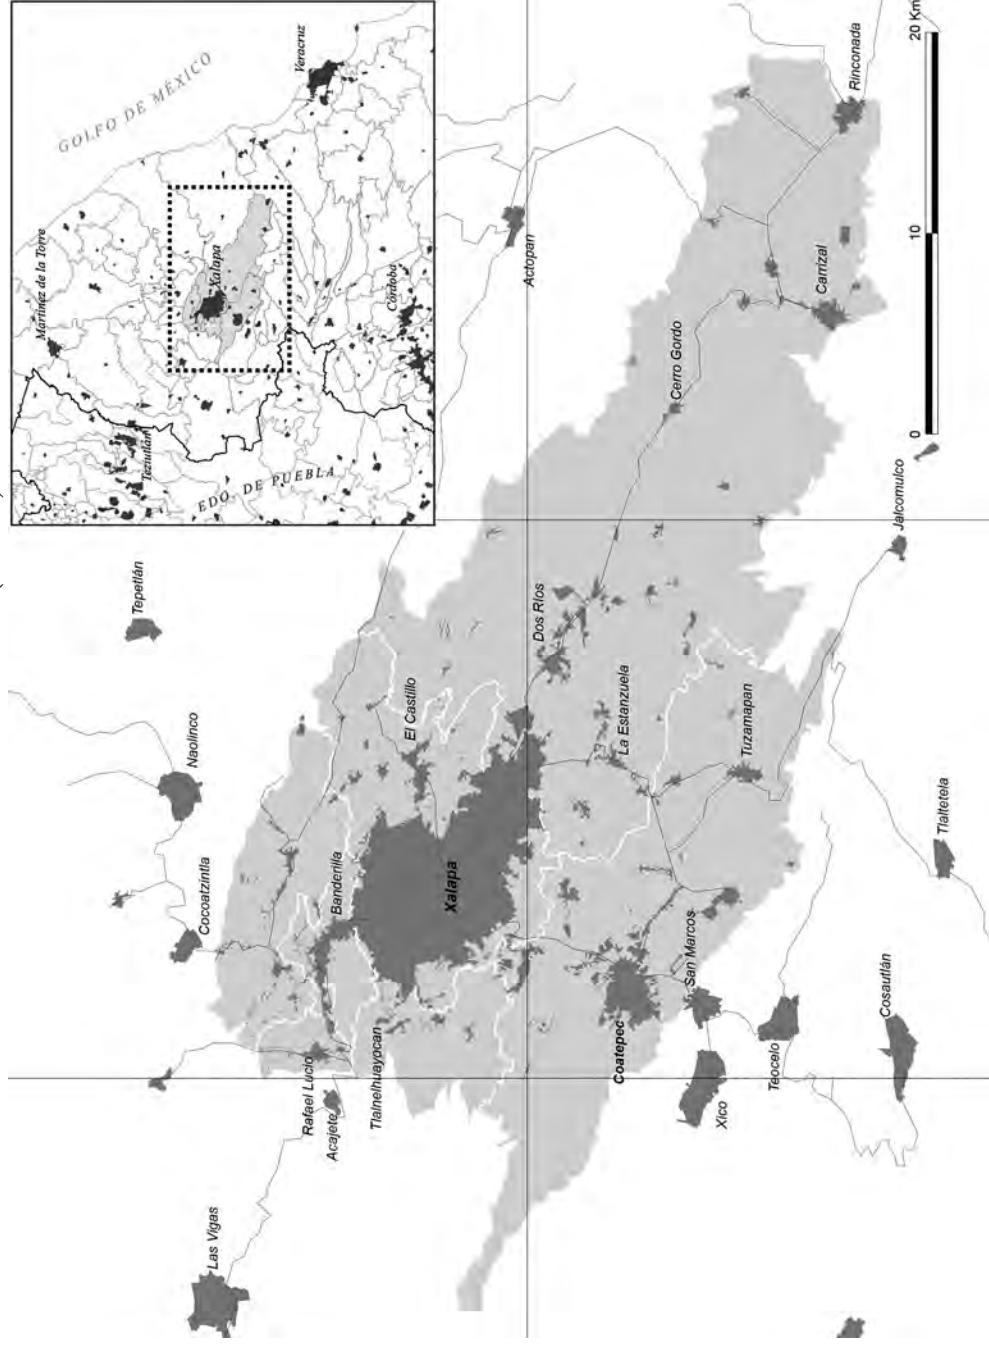 GOLFO DE MÉXICO
Veracruz
Martínez de la Torre
Xalapa
Córdoba
Teziutlán
EDO. DE PUEBLA
Las Vigas
Cocoatzintla
Naolinco
Tepetlán
Rafael Lucio
Acajete
Tlalnelhuayocan
Banderilla
El Castillo
Xalapa
Actopan
Dos Ríos
Coatepec
San Marcos
La Estanzuela
Cerro Gordo
Xico
Tuzamapan
Teocelo
Carrizal
Rinconada
Cosautlán
Tlaltetela
Jalcomulco
0
10
20 Km